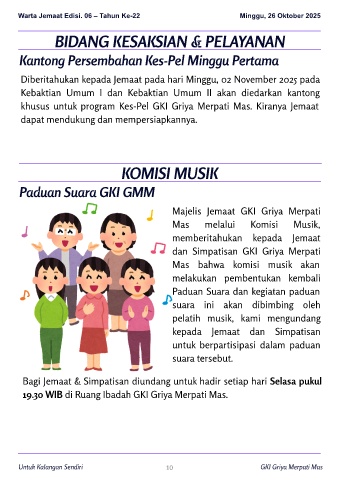 Warta Jemaat Edisi. 06 – Tahun Ke-22 Minggu, 26 Oktober 2025
BIDANG KESAKSIAN & PELAYANAN
Kantong Persembahan Kes-Pel Minggu Pertama
Diberitahukan kepada Jemaat pada hari Minggu, 02 November 2025 pada
Kebaktian Umum I dan Kebaktian Umum II akan diedarkan kantong
khusus untuk program Kes-Pel GKI Griya Merpati Mas. Kiranya Jemaat
dapat mendukung dan mempersiapkannya.
KOMISI MUSIK
Paduan Suara GKI GMM
Majelis Jemaat GKI Griya Merpati
Mas melalui Komisi Musik,
memberitahukan kepada Jemaat
dan Simpatisan GKI Griya Merpati
Mas bahwa komisi musik akan
melakukan pembentukan kembali
Paduan Suara dan kegiatan paduan
suara ini akan dibimbing oleh
pelatih musik, kami mengundang
kepada Jemaat dan Simpatisan
untuk berpartisipasi dalam paduan
suara tersebut.
Bagi Jemaat & Simpatisan diundang untuk hadir setiap hari Selasa pukul
19.30 WIB di Ruang Ibadah GKI Griya Merpati Mas.
Untuk Kalangan Sendiri 10 GKI Griya Merpati Mas